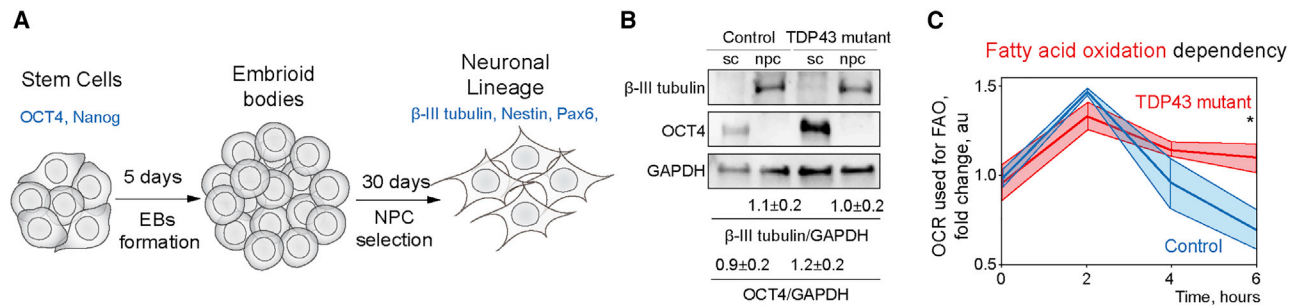 A
Stem Cells
OCT4, Nanog
5 days
EBs
formation
Embrioid
bodies
30 days
NPC
selection
Neuronal
Lineage
β-III tubulin, Nestin, Pax6,
B
Control TDP43 mutant
sc npc sc npc
β-III tubulin
OCT4
GAPDH
1.1±0.2 1.0±0.2
β-III tubulin/GAPDH
0.9±0.2 1.2±0.2
OCT4/GAPDH
C
Fatty acid oxidation dependency
OCR used for FAO,
fold change, au
1.5
1.0
0.5
TDP43 mutant
*
Control
0 2 4 6
Time, hours